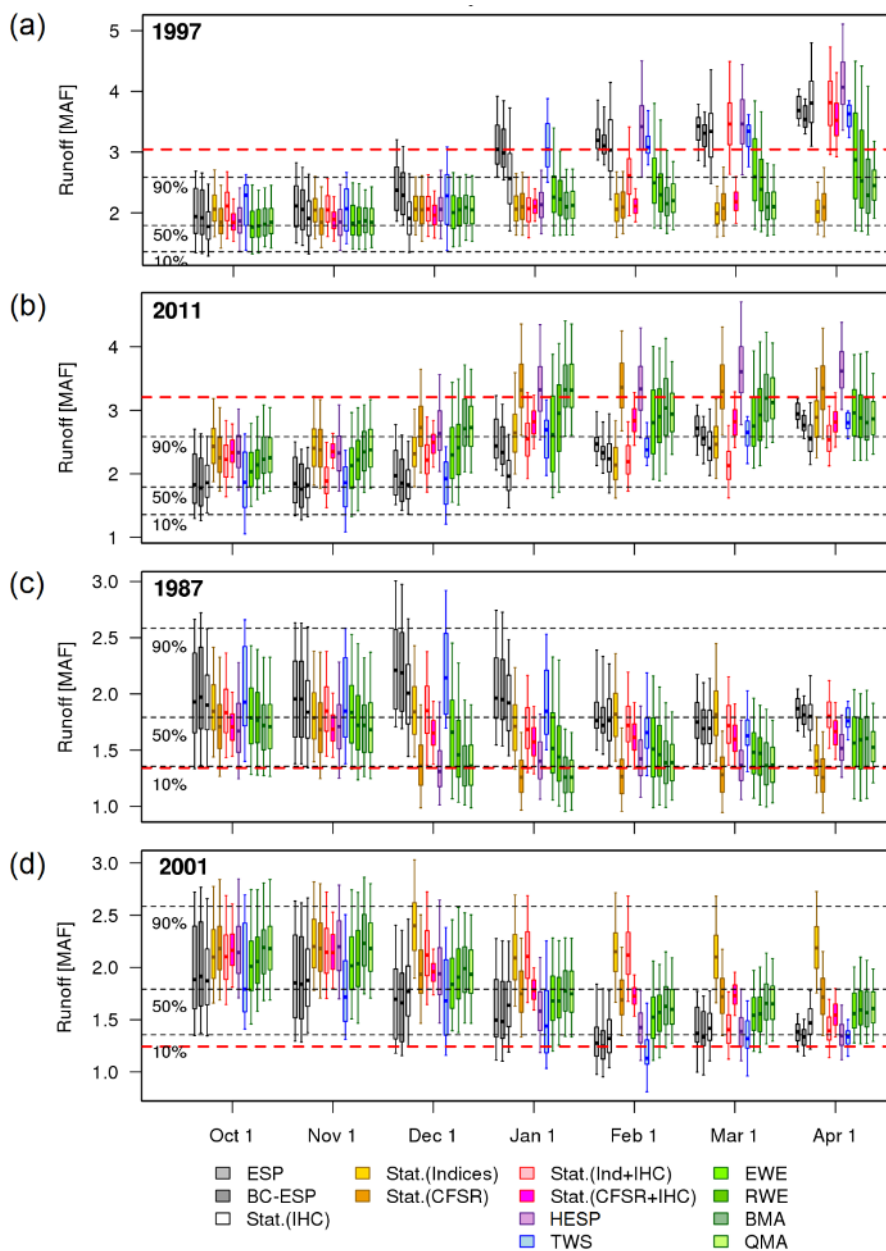 (a)
1997
5
4
3
2
Runoff [MAF]
90%
50%
10%
(b)
2011
4
3
2
1
Runoff [MAF]
90%
50%
10%
(c)
1987
3.0
2.5
2.0
1.5
1.0
Runoff [MAF]
90%
50%
10%
(d)
2001
3.0
2.5
2.0
1.5
1.0
Runoff [MAF]
90%
50%
10%
Oct 1 Nov 1 Dec 1 Jan 1 Feb 1 Mar 1 Apr 1
ESP Stat.(Indices) Stat.(Ind+IHC) EWE
BC-ESP Stat.(CFSR) Stat.(CFSR+IHC) RWE
Stat.(IHC) HESP BMA
TWS QMA